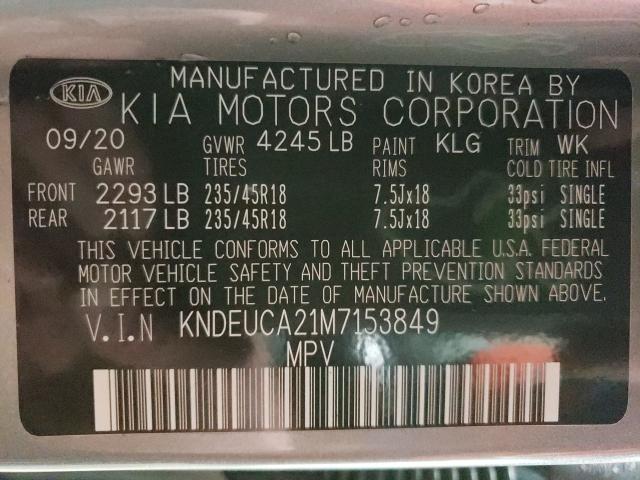 MANUFACTURED IN KOREA BY
KIA KIA MOTORS CORPORATION
09/20 GVWR 4245 LB PAINT KLG TRIM WK
GAWR TIRES RIMS COLD TIRE INFL
FRONT 2293 LB 235/45R18 7.5Jx18 33psi SINGLE
REAR 2117 LB 235/45R18 7.5Jx18 33psi SINGLE
THIS VEHICLE CONFORMS TO ALL APPLICABLE U.S.A. FEDERAL
MOTOR VEHICLE SAFETY AND THEFT PREVENTION STANDARDS
IN EFFECT ON THE DATE OF MANUFACTURE SHOWN ABOVE.
V.I.N KNDEUCA21M7153849
MPV